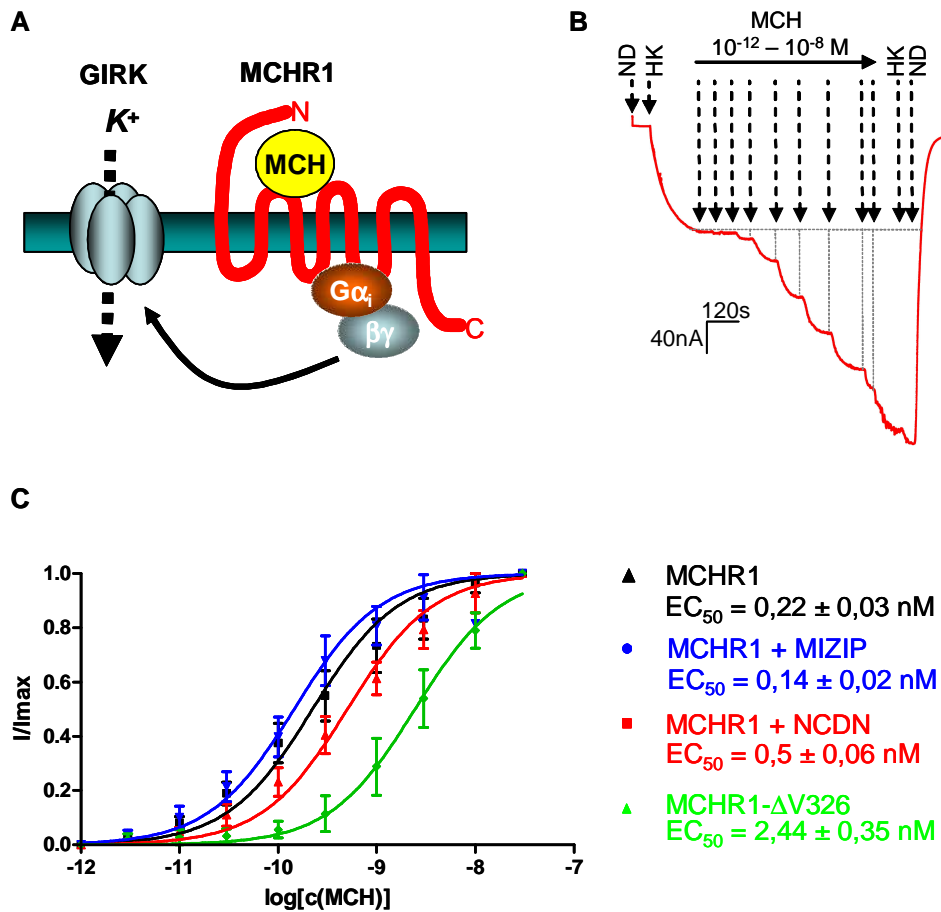 A
GIRK
MCHR1
K+
N
MCH
Gαi
βγ
C
B
ND
HK
MCH
10-12 – 10-8 M
HK
ND
120s
40nA
C
I/Imax
1.0
0.8
0.6
0.4
0.2
0.0
-12 -11 -10 -9 -8 -7
log[c(MCH)]
MCHR1
EC50 = 0,22 ± 0,03 nM
MCHR1 + MIZIP
EC50 = 0,14 ± 0,02 nM
MCHR1 + NCDN
EC50 = 0,5 ± 0,06 nM
MCHR1-ΔV326
EC50 = 2,44 ± 0,35 nM